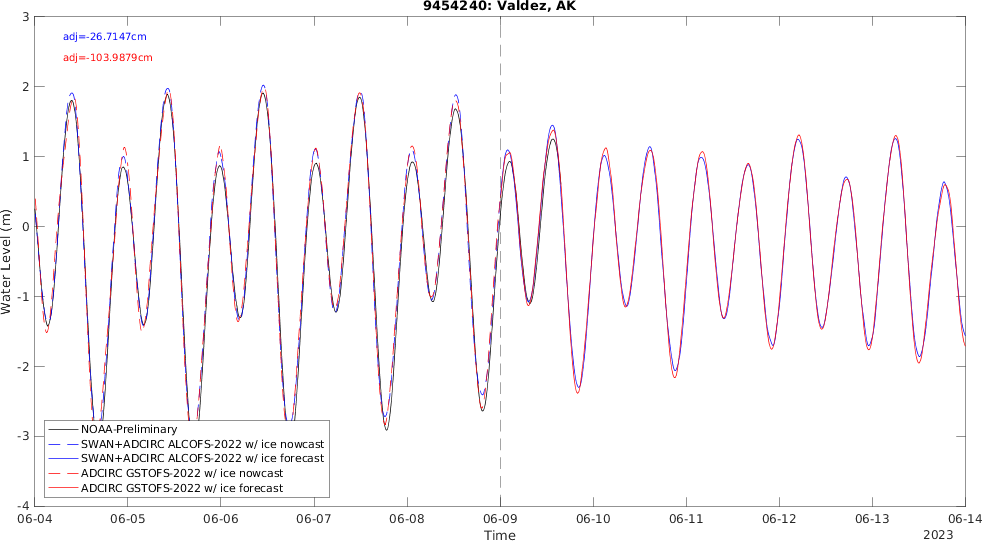 9454240: Valdez, AK
adj=-26.7147cm
adj=-103.9879cm
3
2
1
0
-1
-2
-3
-4
Water Level (m)
NOAA-Preliminary
SWAN+ADCIRC ALCOFS-2022 w/ ice nowcast
SWAN+ADCIRC ALCOFS-2022 w/ ice forecast
ADCIRC GSTOFS-2022 w/ ice nowcast
ADCIRC GSTOFS-2022 w/ ice forecast
06-04 06-05 06-06 06-07 06-08 06-09 06-10 06-11 06-12 06-13 06-14
Time
2023